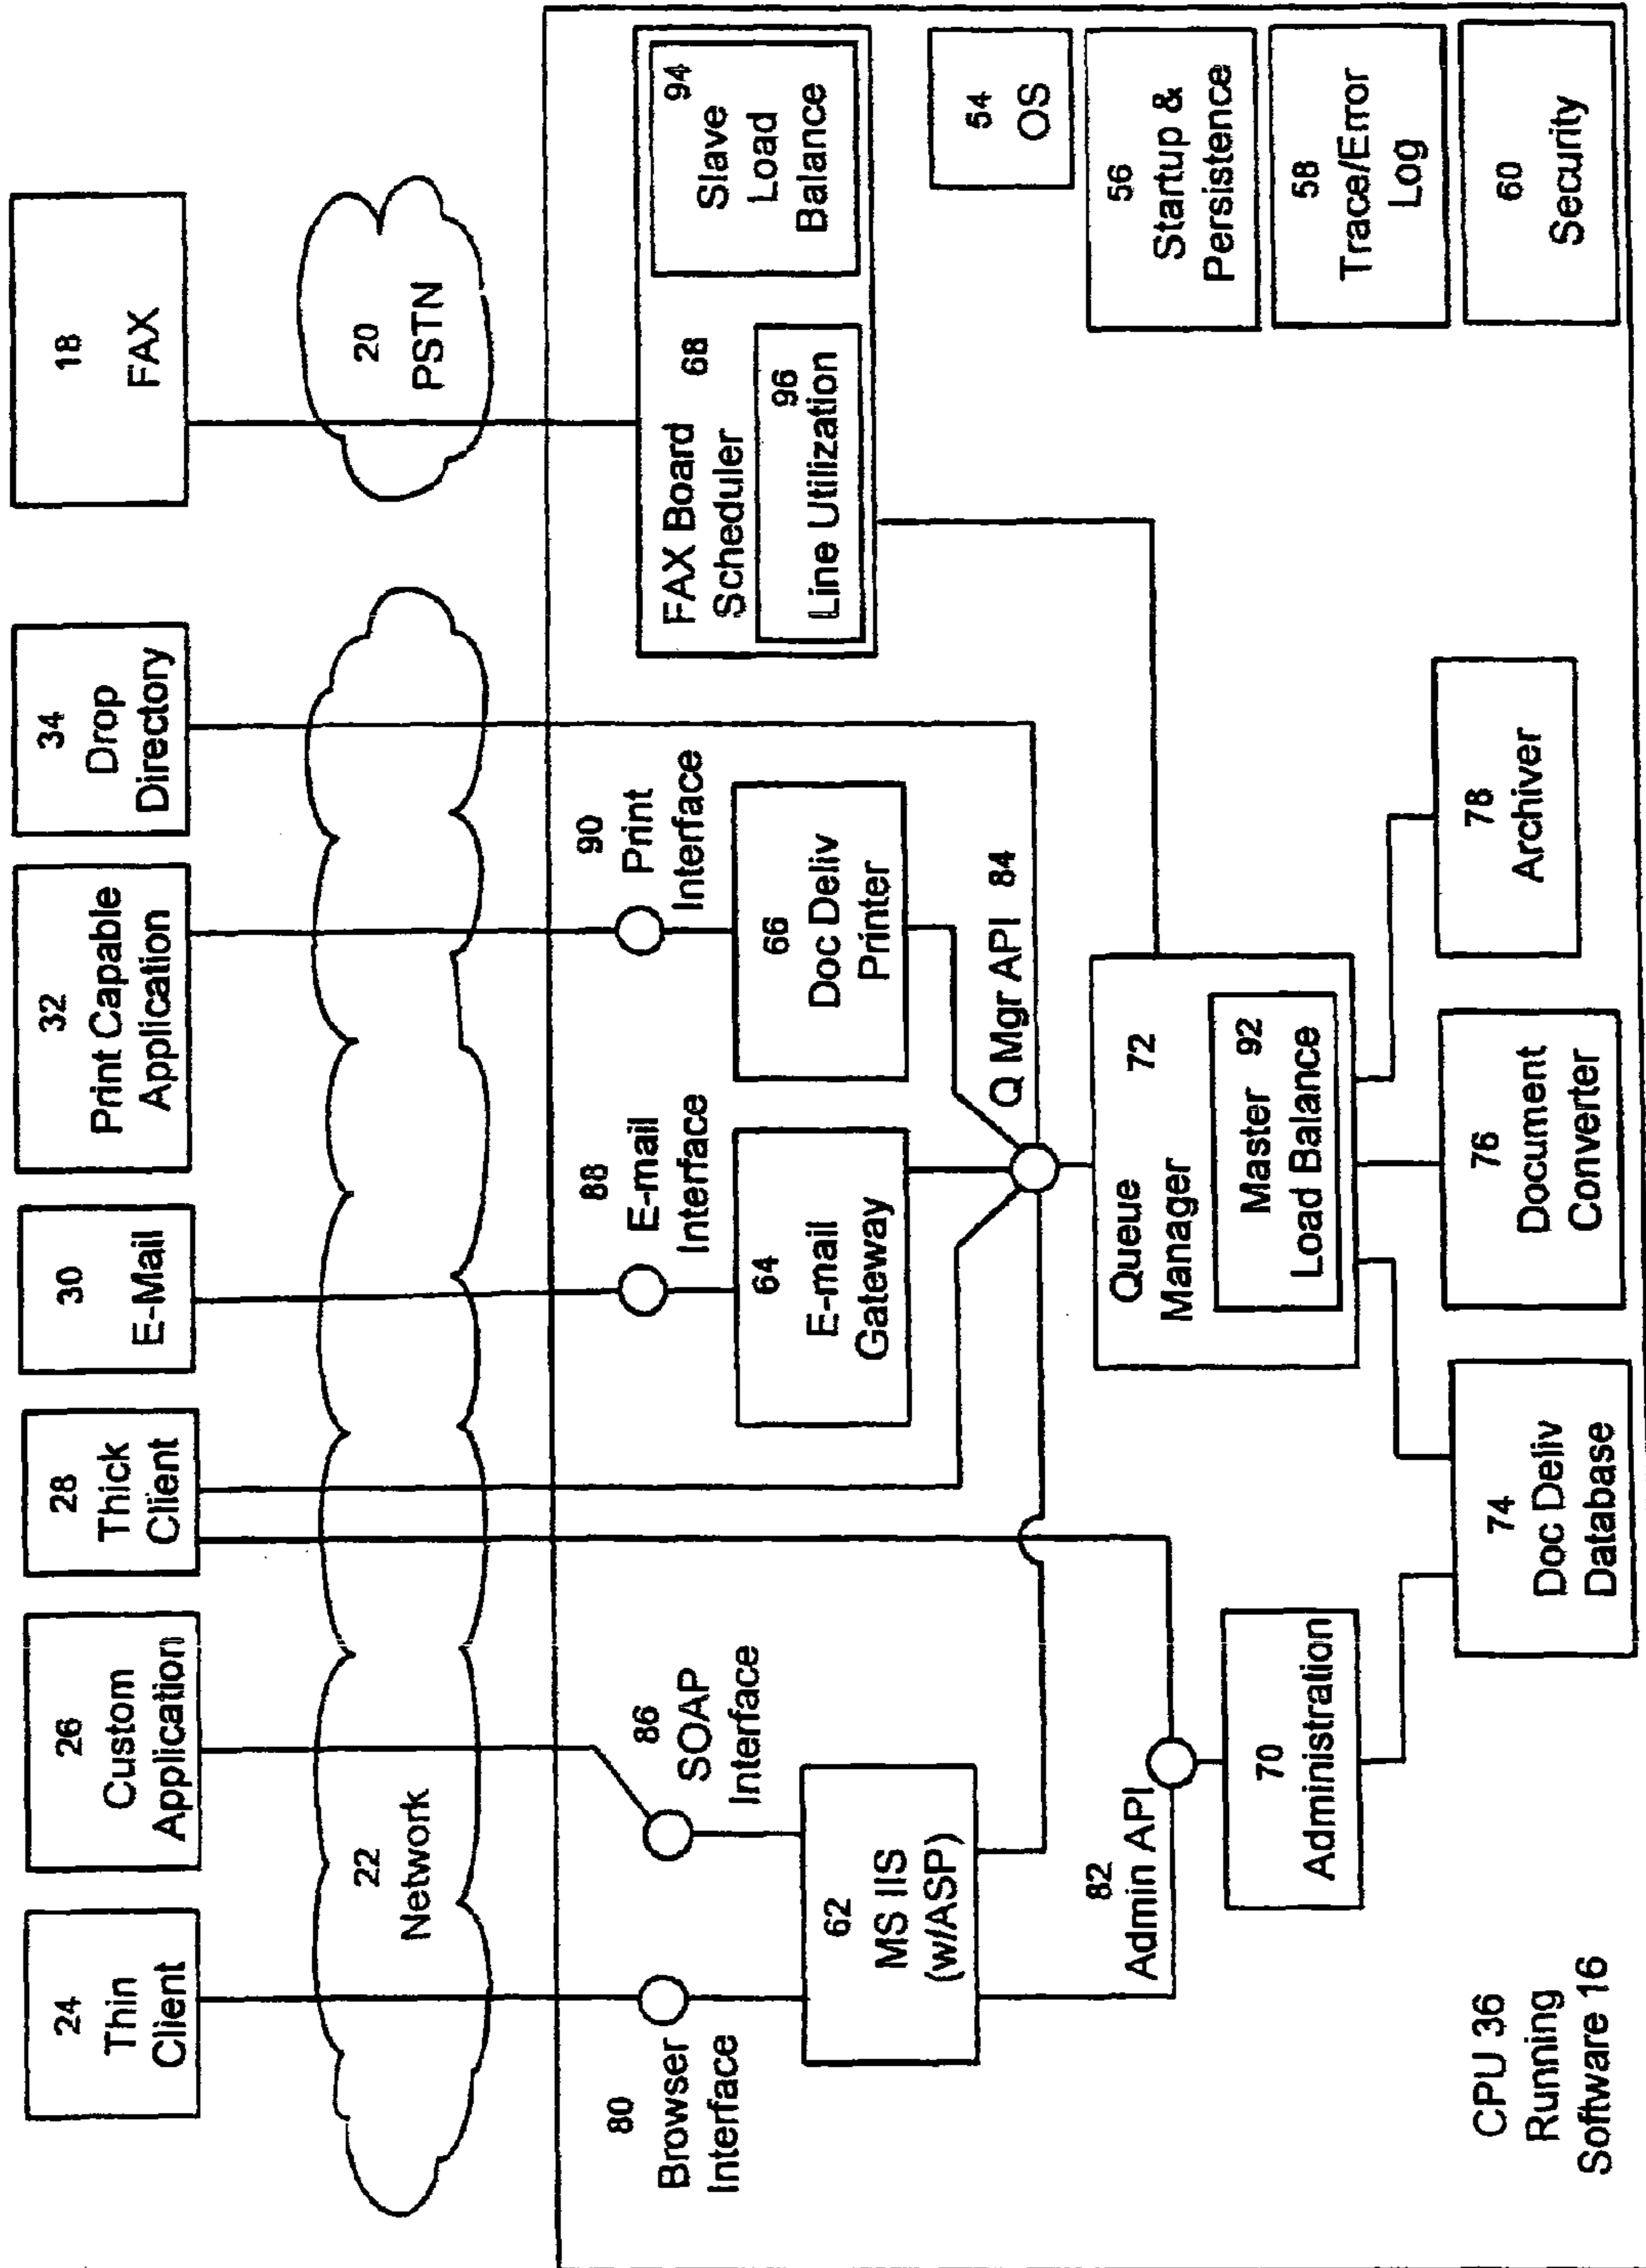 24
Thin
Client
26
Custom
Application
28
Thick
Client
30
E-Mail
32
Print Capable
Application
34
Drop
Directory
18
FAX
22
Network
20
PSTN
80
Browser
Interface
86
SOAP
Interface
88
E-mail
Interface
90
Print
Interface
FAX Board 68
Scheduler
96
Line Utilization
94
Slave
Load
Balance
62
MS IIS
(w/ASP)
64
E-mail
Gateway
66
Doc Deliv
Printer
54
OS
Q Mgr API 84
82
Admin API
Queue 72
Manager
Master 92
Load Balance
56
Startup &
Persistence
70
Administration
58
Trace/Error
Log
74
Doc Deliv
Database
76
Document
Converter
78
Archiver
60
Security
CPU 36
Running
Software 16